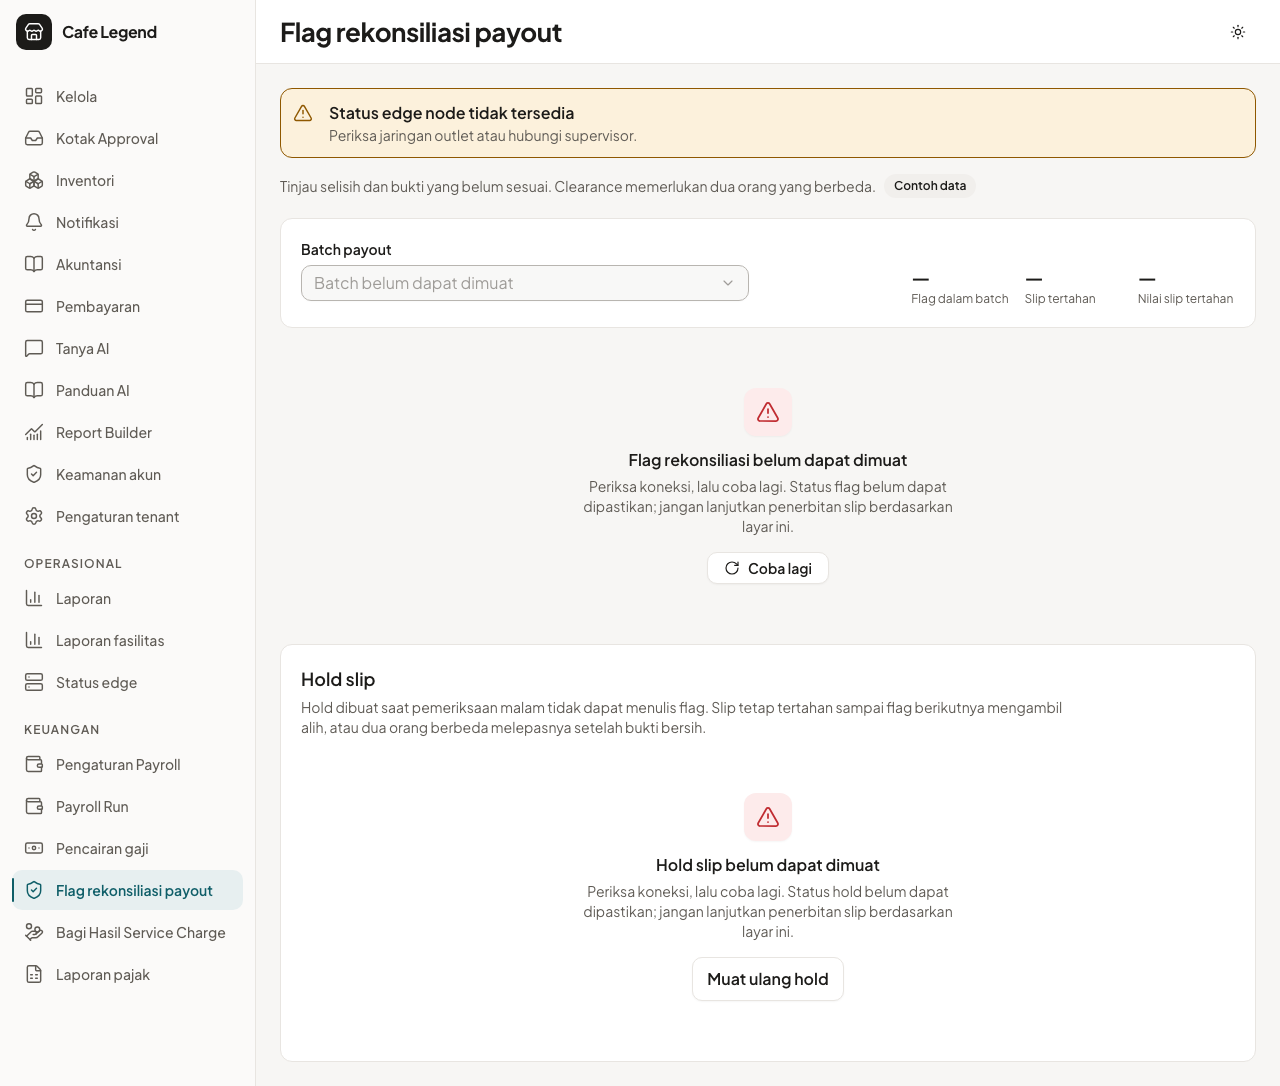 Cafe Legend
Flag rekonsiliasi payout
Kelola
Kotak Approval
Inventori
Notifikasi
Akuntansi
Pembayaran
Tanya AI
Panduan AI
Report Builder
Keamanan akun
Pengaturan tenant
OPERASIONAL
Laporan
Laporan fasilitas
Status edge
KEUANGAN
Pengaturan Payroll
Payroll Run
Pencairan gaji
Flag rekonsiliasi payout
Bagi Hasil Service Charge
Laporan pajak
Status edge node tidak tersedia
Periksa jaringan outlet atau hubungi supervisor.
Tinjau selisih dan bukti yang belum sesuai. Clearance memerlukan dua orang yang berbeda. Contoh data
Batch payout
Batch belum dapat dimuat
— — —
Flag dalam batch Slip tertahan Nilai slip tertahan
Flag rekonsiliasi belum dapat dimuat
Periksa koneksi, lalu coba lagi. Status flag belum dapat
dipastikan; jangan lanjutkan penerbitan slip berdasarkan
layar ini.
Coba lagi
Hold slip
Hold dibuat saat pemeriksaan malam tidak dapat menulis flag. Slip tetap tertahan sampai flag berikutnya mengambil
alih, atau dua orang berbeda melepasnya setelah bukti bersih.
Hold slip belum dapat dimuat
Periksa koneksi, lalu coba lagi. Status hold belum dapat
dipastikan; jangan lanjutkan penerbitan slip berdasarkan
layar ini.
Muat ulang hold